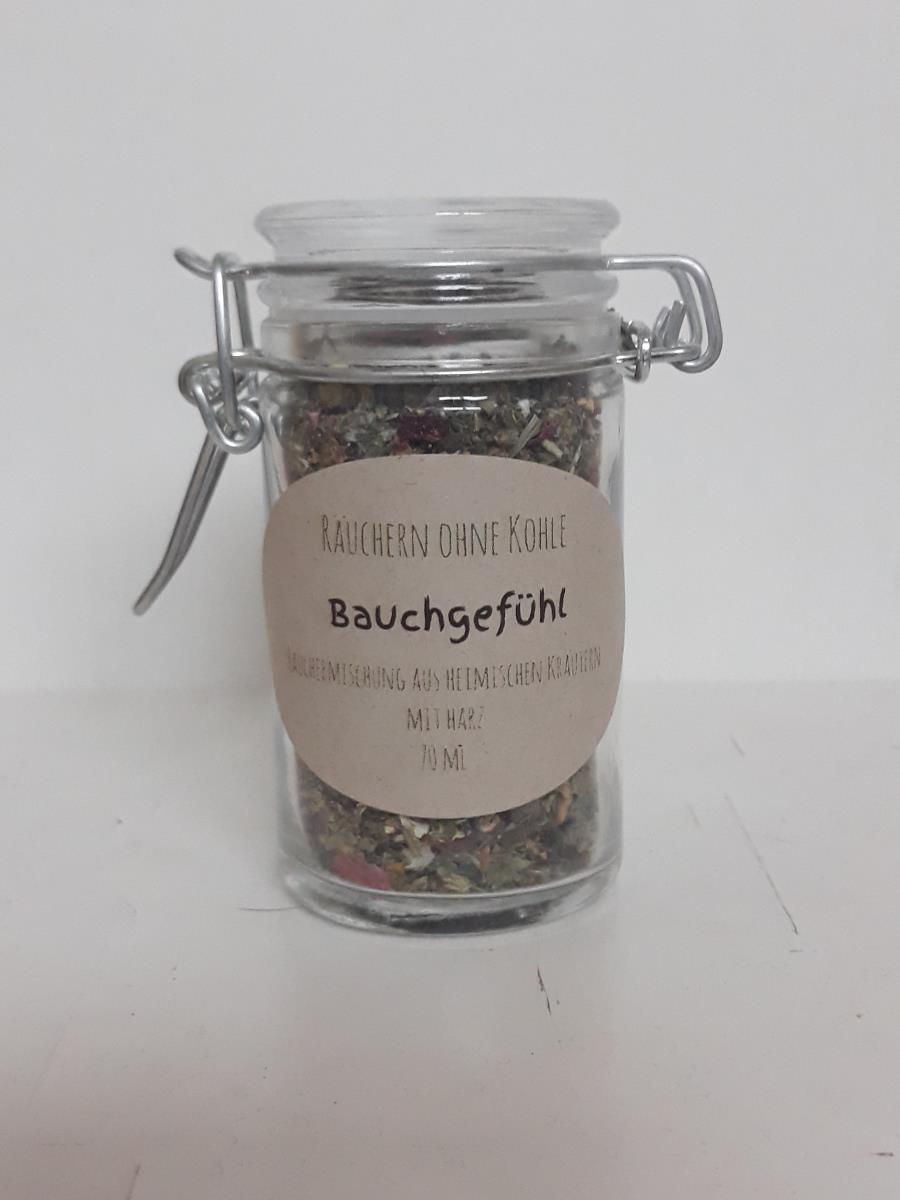 RÄUCHERN OHNE KOHLE
Bauchgefühl
RÄUCHERMISCHUNG AUS HEIMISCHEN KRÄUTERN
MIT HARZ
70 ML